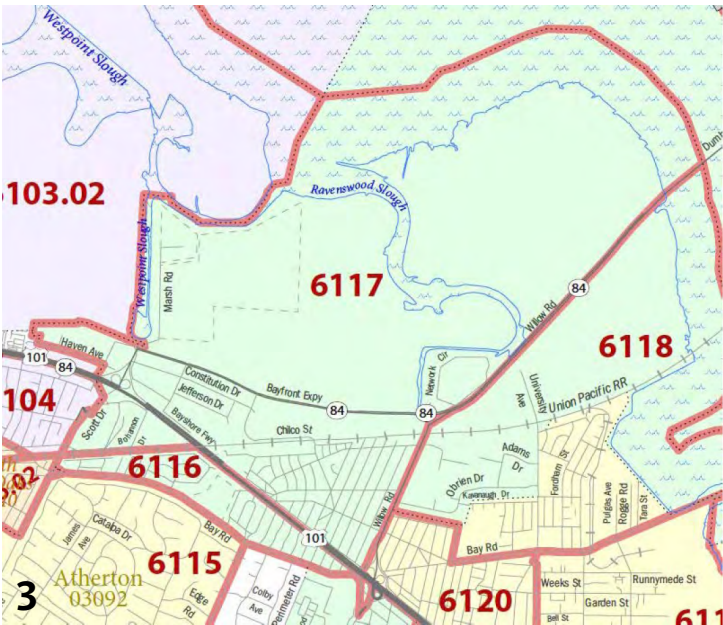 Westpoint Slough
Dumb
103.02
Ravenswood Slough
Westpoint Slough
Marsh Rd
6117
84
Willow Rd
6118
Haven Ave
101
84
Constitution Dr
Jefferson Dr
Bayfront Expy
84
84
Network Cir
University Ave
Union Pacific RR
104
Scott Dr
Bohannon Dr
Bayshore Fwy
Chilco St
6116
Adams Dr
Obrien Dr
Kavanaugh Dr
Fordham St
Pulgas Ave
Rogge Rd
Tara St
Willow Rd
101
James Ave
Catalpa Dr
Bay Rd
Bay Rd
6115
Atherton
03092
Edge Rd
Colby Ave
Perimeter Rd
6120
Weeks St
Runnymede St
Garden St
Bell St
611
3